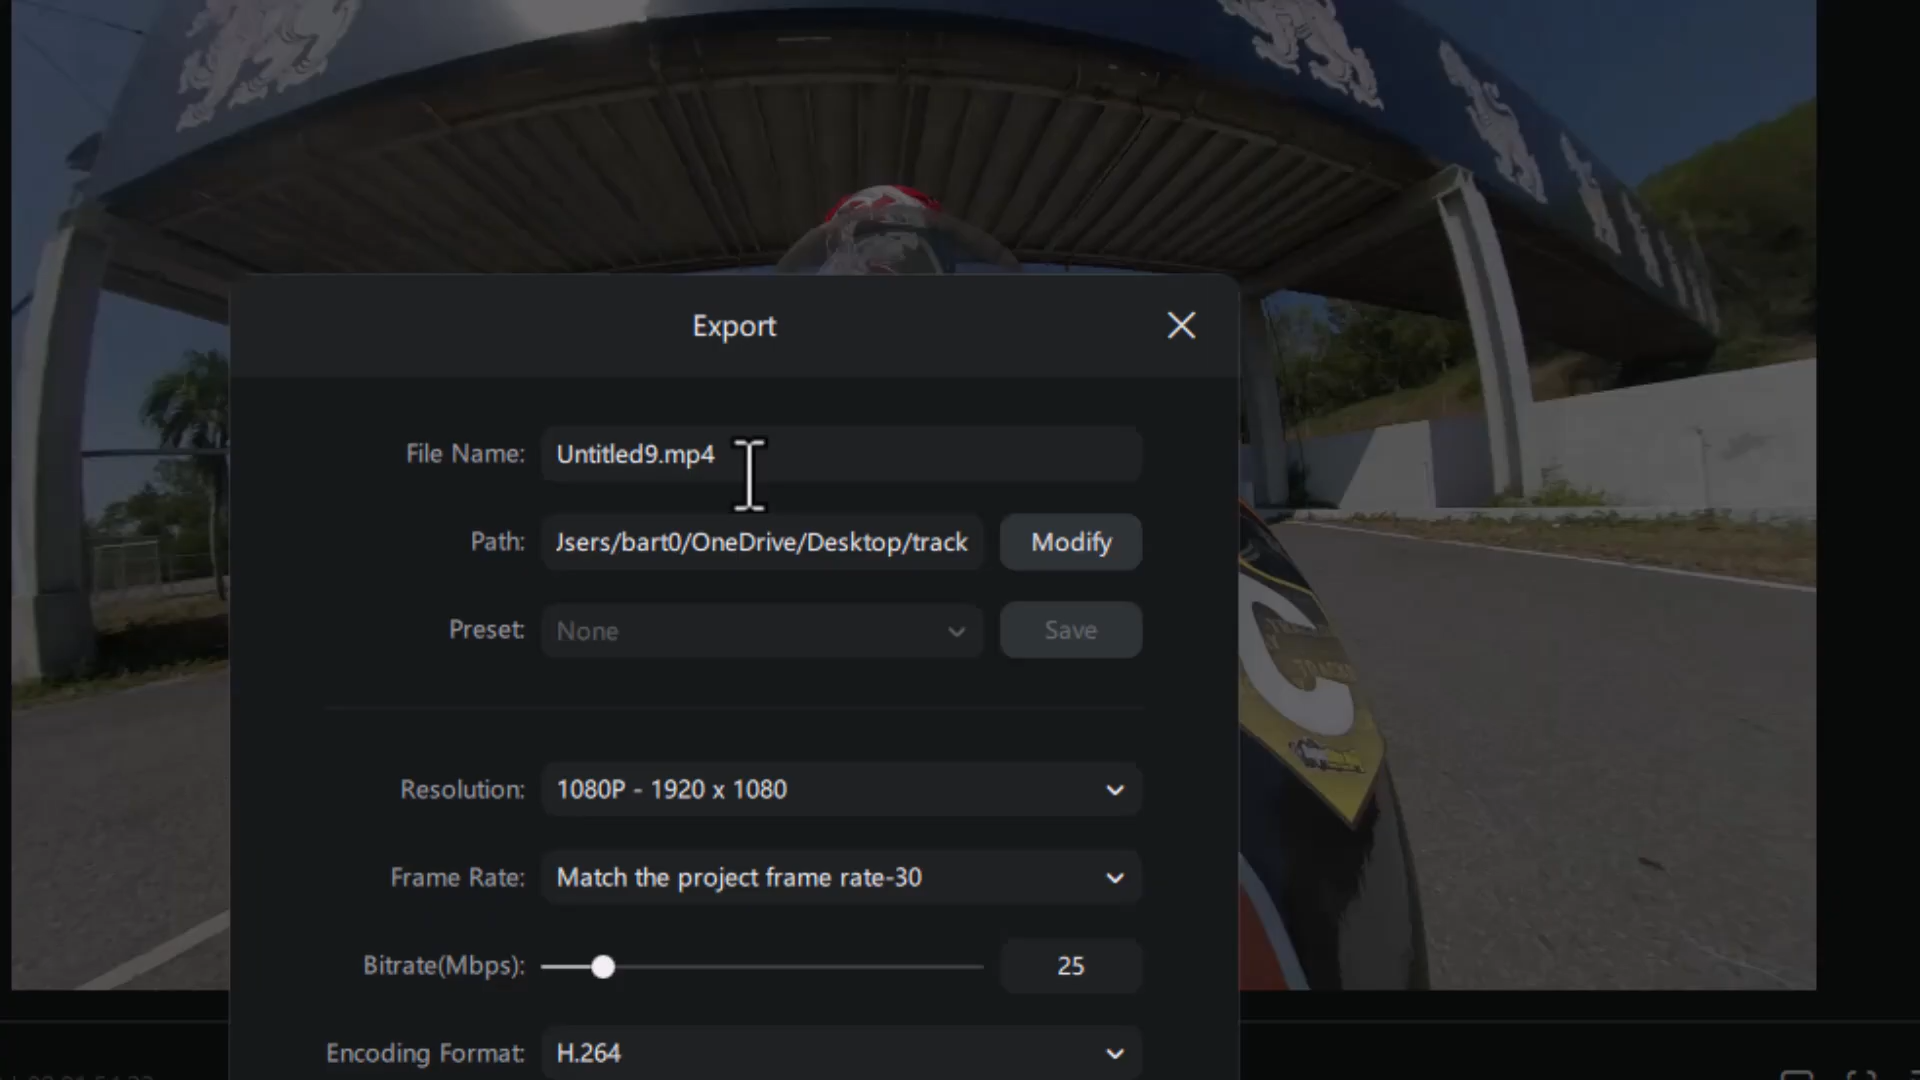 Export
File Name: Untitled9.mp4
Path: Jsers/bart0/OneDrive/Desktop/track Modify
Preset: None Save
Resolution: 1080P - 1920 x 1080
Frame Rate: Match the project frame rate-30
Bitrate(Mbps): 25
Encoding Format: H.264